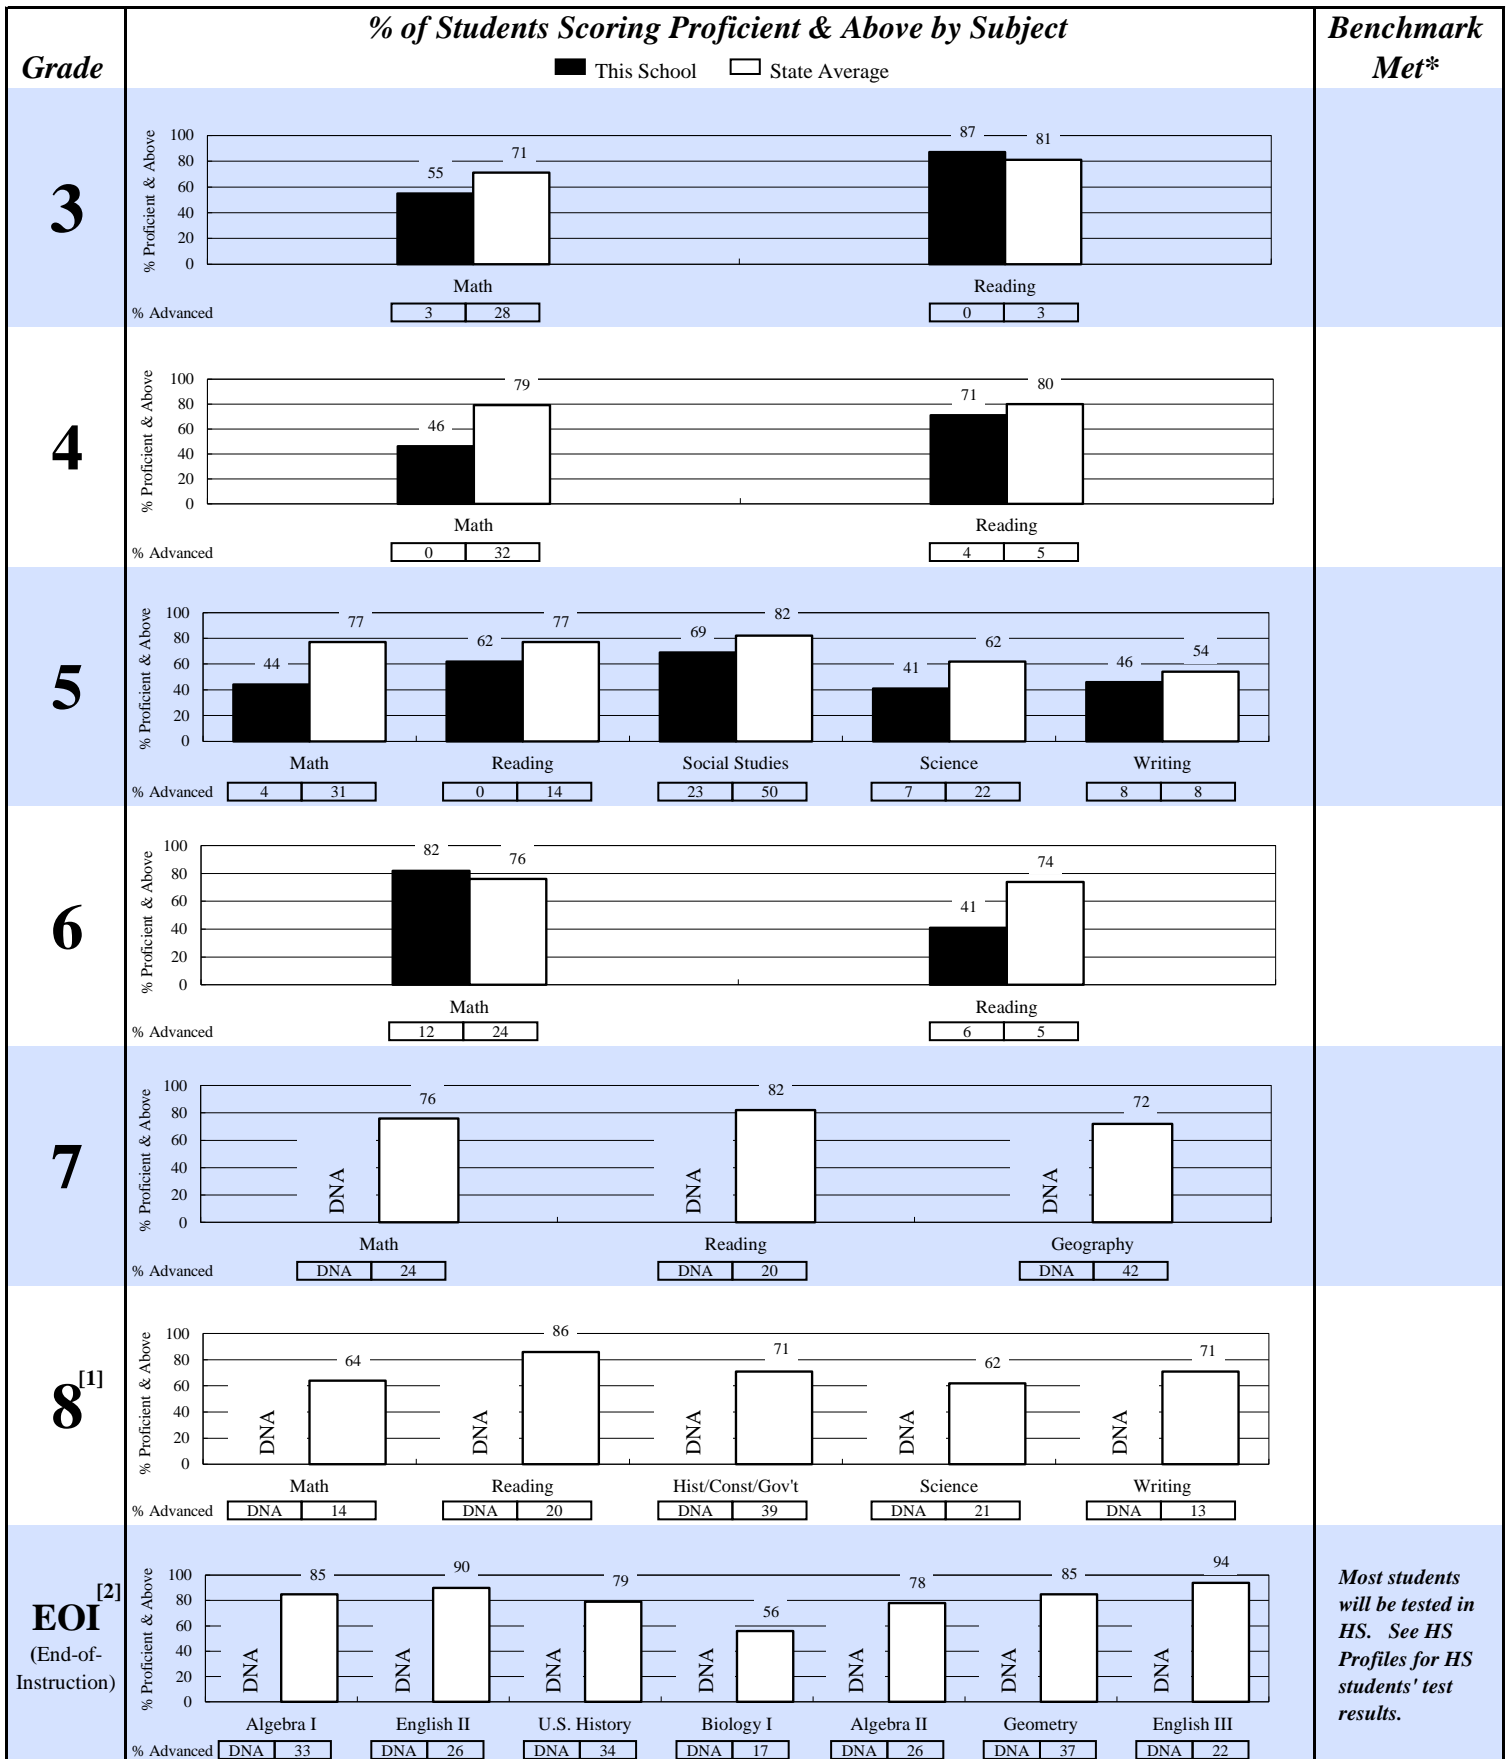 % of Students Scoring Proficient & Above by Subject
Benchmark
Met*
Grade
This School State Average
3
% Proficient & Above
100
80
60
40
20
0
55 71 87 81
Math Reading
% Advanced 3 28 0 3
4
% Proficient & Above
100
80
60
40
20
0
46 79 71 80
Math Reading
% Advanced 0 32 4 5
5
% Proficient & Above
100
80
60
40
20
0
44 77 62 77 69 82 41 62 46 54
Math Reading Social Studies Science Writing
% Advanced 4 31 0 14 23 50 7 22 8 8
6
% Proficient & Above
100
80
60
40
20
0
82 76 41 74
Math Reading
% Advanced 12 24 6 5
7
% Proficient & Above
100
80
60
40
20
0
DNA 76 DNA 82 DNA 72
Math Reading Geography
% Advanced DNA 24 DNA 20 DNA 42
8[1]
% Proficient & Above
100
80
60
40
20
0
DNA 64 DNA 86 DNA 71 DNA 62 DNA 71
Math Reading Hist/Const/Gov't Science Writing
% Advanced DNA 14 DNA 20 DNA 39 DNA 21 DNA 13
EOI[2]
(End-of-
Instruction)
% Proficient & Above
100
80
60
40
20
0
DNA 85 DNA 90 DNA 79 DNA 56 DNA 78 DNA 85 DNA 94
Algebra I English II U.S. History Biology I Algebra II Geometry English III
% Advanced DNA 33 DNA 26 DNA 34 DNA 17 DNA 26 DNA 37 DNA 22
Most students
will be tested in
HS. See HS
Profiles for HS
students' test
results.